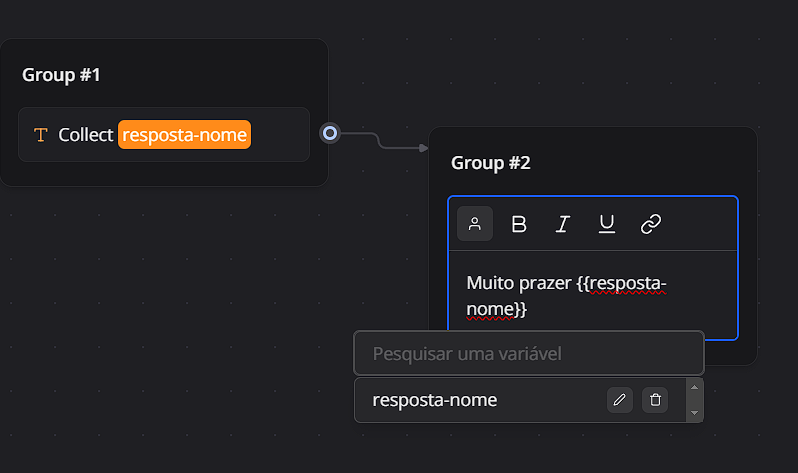 Group #1
Collect resposta-nome
Group #2
B I U
Muito prazer {{resposta-
nome}}
Pesquisar uma variável
resposta-nome